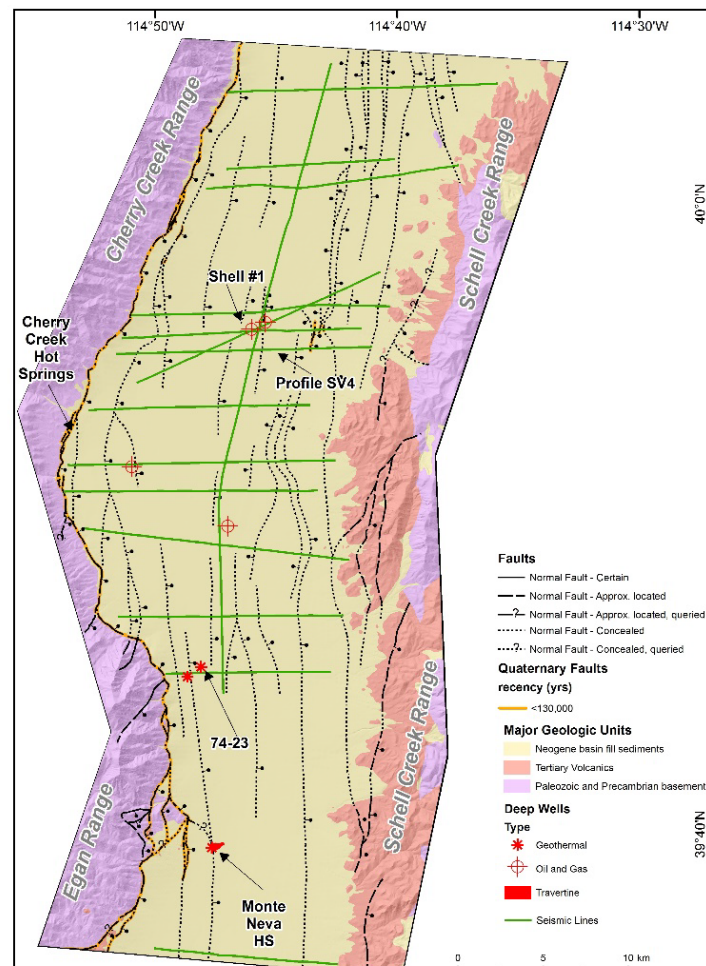 114°50'W
114°40'W
114°30'W
Cherry Creek Range
Schell Creek Range
40°0'N
Shell #1
Cherry
Creek
Hot
Springs
Profile SV4
?
?
?
?
Faults
Normal Fault - Certain
Normal Fault - Approx. located
? Normal Fault - Approx. located, queried
Normal Fault - Concealed
? Normal Fault - Concealed, queried
Quaternary Faults
recency (yrs)
<130,000
Major Geologic Units
Neogene basin fill sediments
Tertiary Volcanics
Paleozoic and Precambrian basement
74-23
Schell Creek Range
Egan Range
39°40'N
?
?
Deep Wells
Type
Geothermal
Oil and Gas
Travertine
Seismic Lines
Monte
Neva
HS
0 5 10 km